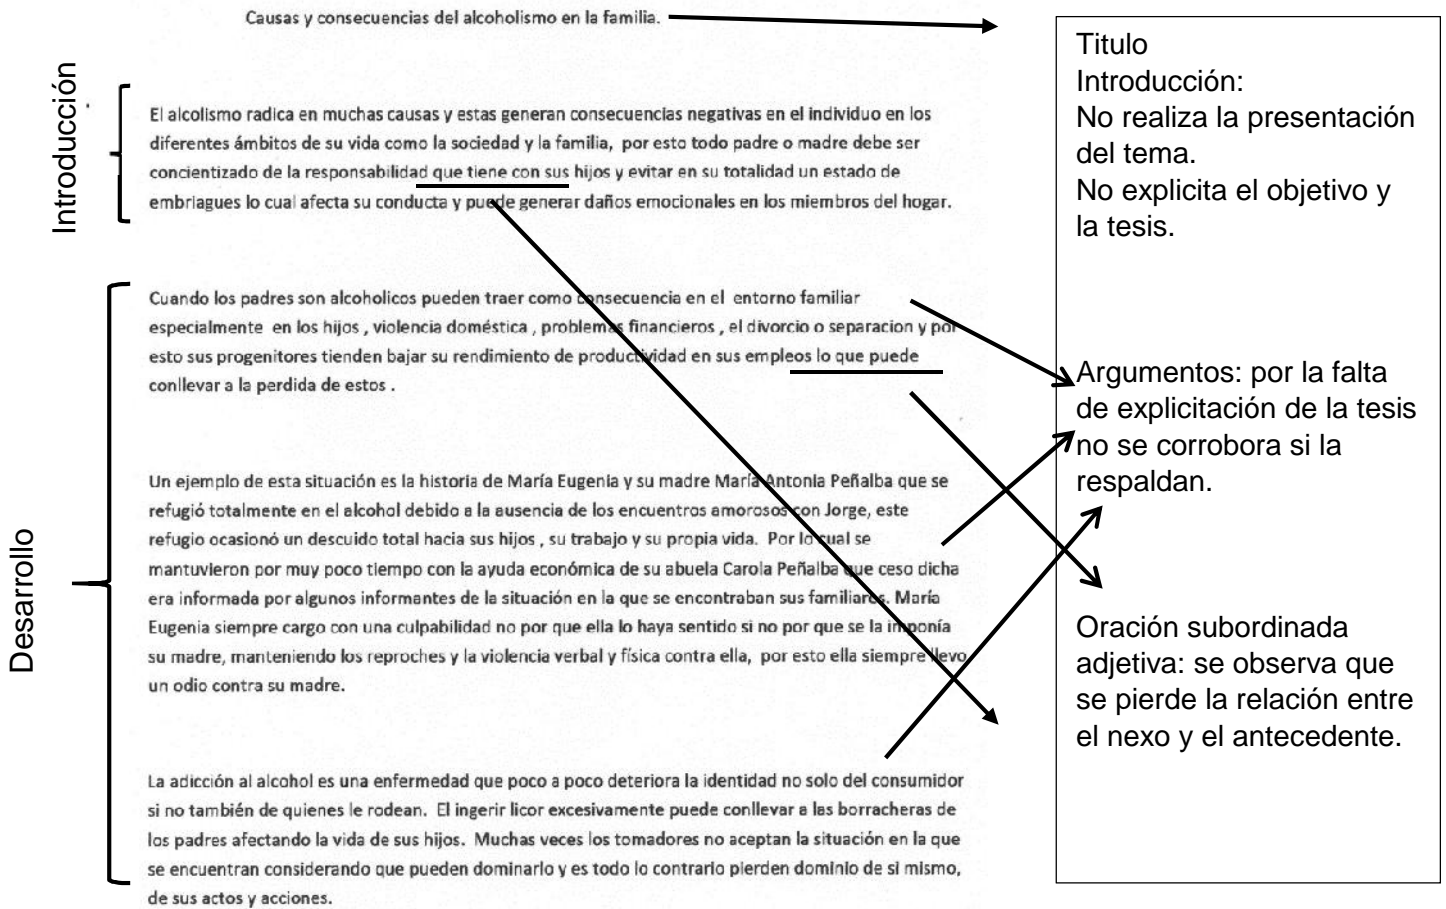 Causas y consecuencias del alcoholismo en la familia.
Introducción
El alcolismo radica en muchas causas y estas generan consecuencias negativas en el individuo en los
diferentes ámbitos de su vida como la sociedad y la familia, por esto todo padre o madre debe ser
concientizado de la responsabilidad que tiene con sus hijos y evitar en su totalidad un estado de
embriagues lo cual afecta su conducta y puede generar daños emocionales en los miembros del hogar.
Desarrollo
Cuando los padres son alcoholicos pueden traer como consecuencia en el entorno familiar
especialmente en los hijos , violencia doméstica , problemas financieros , el divorcio o separacion y por
esto sus progenitores tienden bajar su rendimiento de productividad en sus empleos lo que puede
conllevar a la perdida de estos .
Un ejemplo de esta situación es la historia de María Eugenia y su madre María Antonia Peñalba que se
refugió totalmente en el alcohol debido a la ausencia de los encuentros amorosos con Jorge, este
refugio ocasionó un descuido total hacia sus hijos , su trabajo y su propia vida. Por lo cual se
mantuvieron por muy poco tiempo con la ayuda económica de su abuela Carola Peñalba que ceso dicha
era informada por algunos informantes de la situación en la que se encontraban sus familiares. María
Eugenia siempre cargo con una culpabilidad no por que ella lo haya sentido si no por que se la imponía
su madre, manteniendo los reproches y la violencia verbal y física contra ella, por esto ella siempre llevo
un odio contra su madre.
La adicción al alcohol es una enfermedad que poco a poco deteriora la identidad no solo del consumidor
si no también de quienes le rodean. El ingerir licor excesivamente puede conllevar a las borracheras de
los padres afectando la vida de sus hijos. Muchas veces los tomadores no aceptan la situación en la que
se encuentran considerando que pueden dominarlo y es todo lo contrario pierden dominio de si mismo,
de sus actos y acciones.
Titulo
Introducción:
No realiza la presentación
del tema.
No explicita el objetivo y
la tesis.
Argumentos: por la falta
de explicitación de la tesis
no se corrobora si la
respaldan.
Oración subordinada
adjetiva: se observa que
se pierde la relación entre
el nexo y el antecedente.